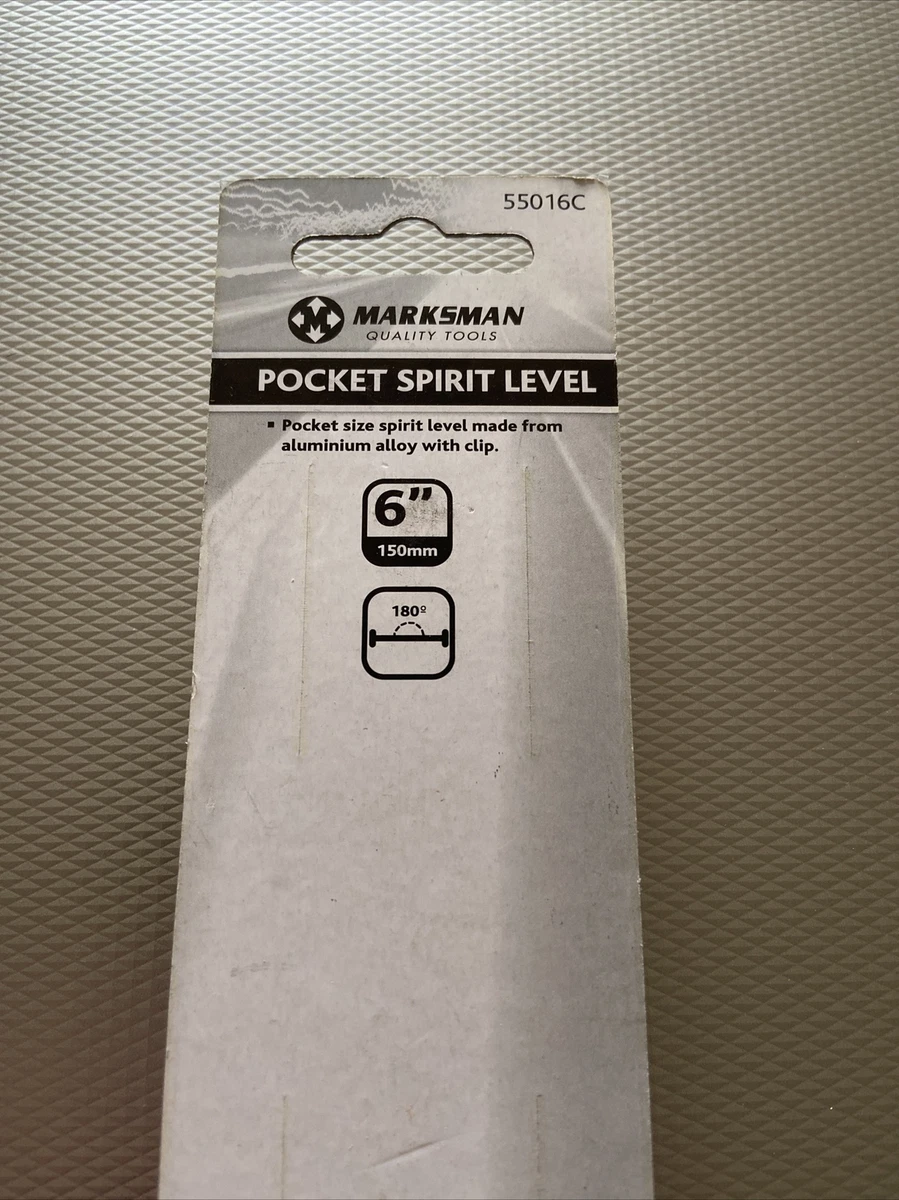 55016C
M MARKSMAN
QUALITY TOOLS
POCKET SPIRIT LEVEL
▪ Pocket size spirit level made from
aluminium alloy with clip.
6”
150mm
180º